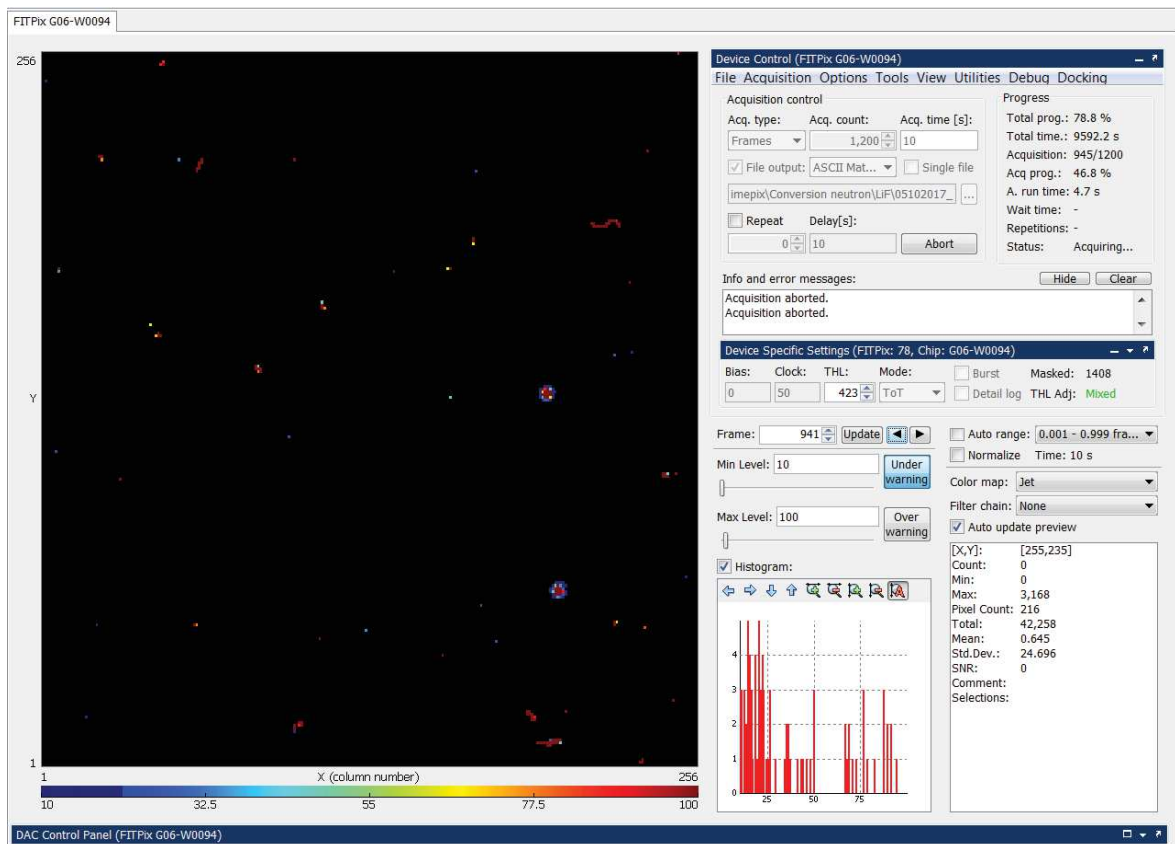 FITPix G06-W0094
256
Y
1
1
X (column number)
256
10
32.5
55
77.5
100
DAC Control Panel (FITPix G06-W0094)
Device Control (FITPix G06-W0094)
File Acquisition Options Tools View Utilities Debug Docking
Acquisition control
Acq. type: Acq. count: Acq. time [s]:
Frames 1,200 10
File output: ASCII Mat... Single file
imepix\Conversion neutron\LiF\05102017_ ...
Repeat Delay[s]:
0 10 Abort
Progress
Total prog.: 78.8 %
Total time.: 9592.2 s
Acquisition: 945/1200
Acq prog.: 46.8 %
A. run time: 4.7 s
Wait time: -
Repetitions: -
Status: Acquiring...
Info and error messages: Hide Clear
Acquisition aborted.
Acquisition aborted.
Device Specific Settings (FITPix: 78, Chip: G06-W0094)
Bias: Clock: THL: Mode: Burst Masked: 1408
0 50 423 ToT Detail log THL Adj: Mixed
Frame: 941 Update
Min Level: 10 Under warning
Max Level: 100 Over warning
Histogram:
4
3
2
1
0
25 50 75
Auto range: 0.001 - 0.999 fra...
Normalize Time: 10 s
Color map: Jet
Filter chain: None
Auto update preview
[X,Y]: [255,235]
Count: 0
Min: 0
Max: 3,168
Pixel Count: 216
Total: 42,258
Mean: 0.645
Std.Dev.: 24.696
SNR: 0
Comment:
Selections: